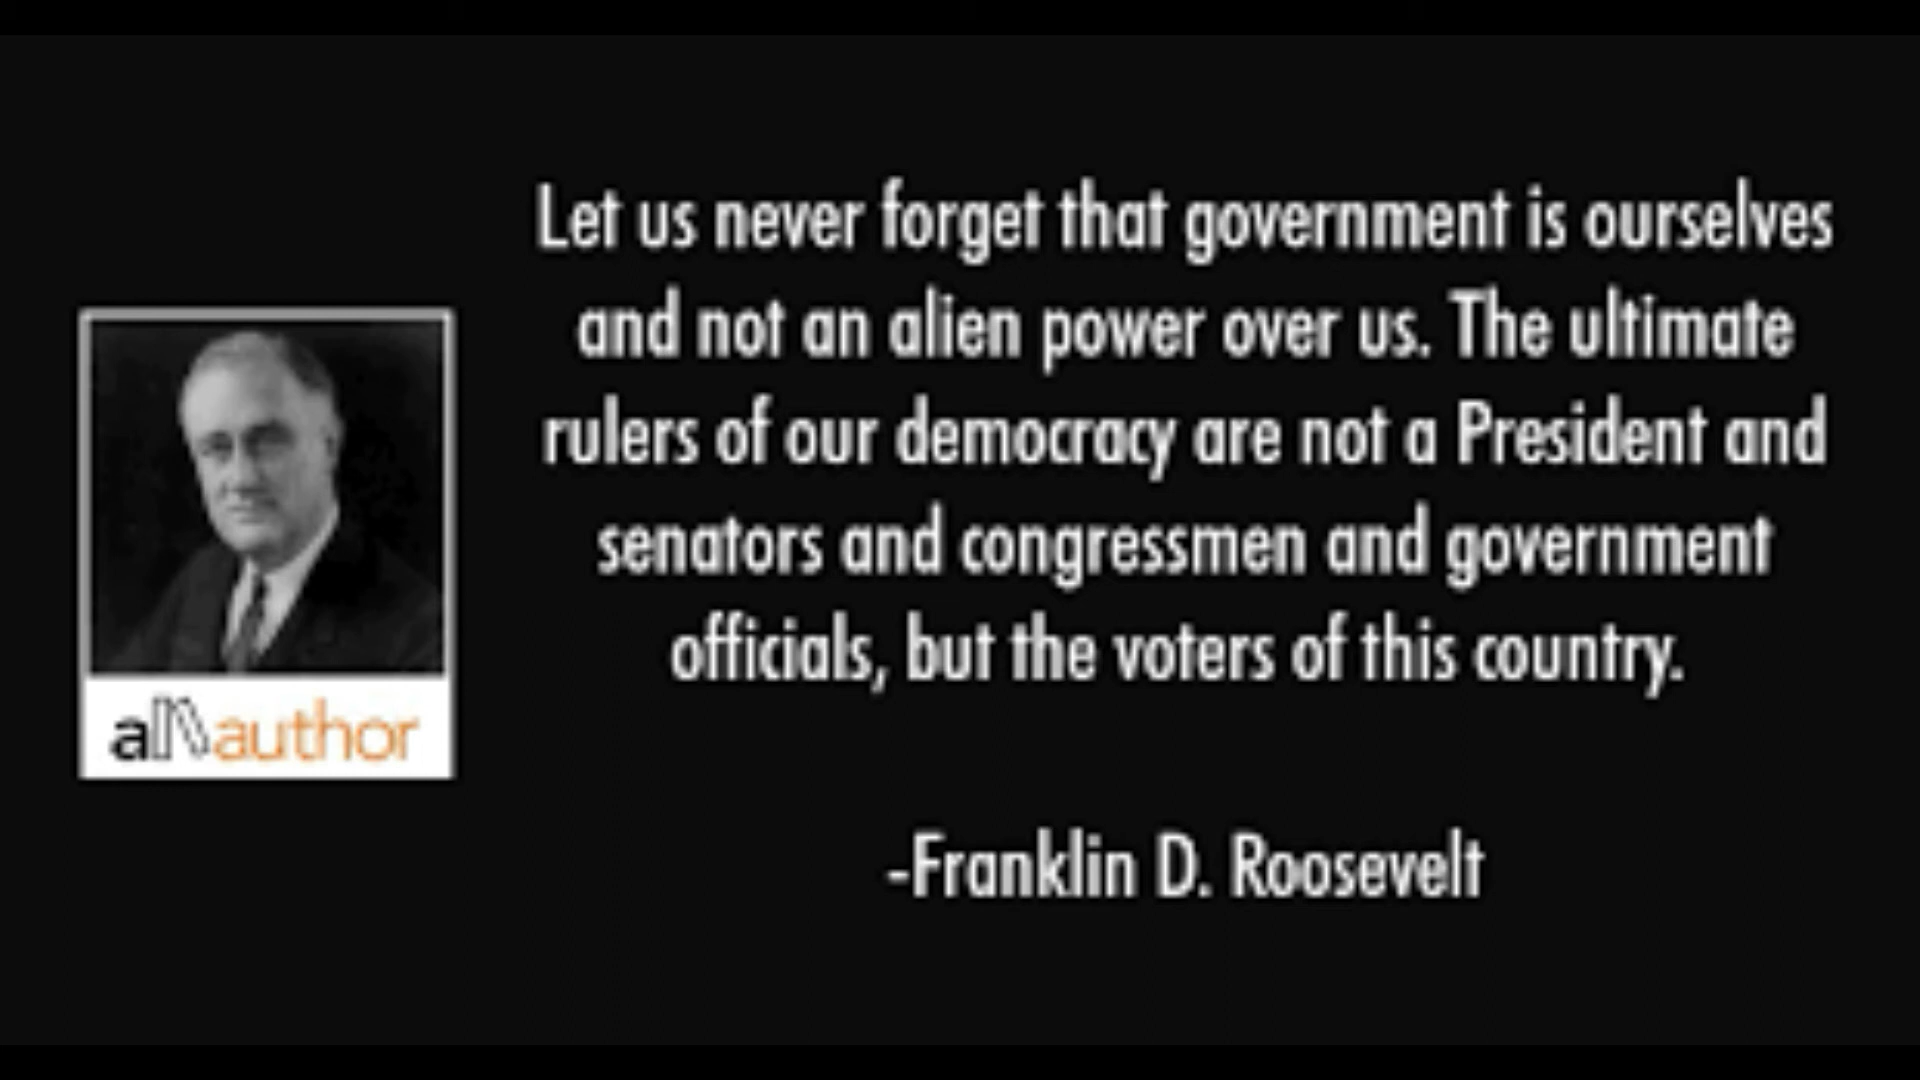 Let us never forget that government is ourselves
and not an alien power over us. The ultimate
rulers of our democracy are not a President and
senators and congressmen and government
officials, but the voters of this country.
-Franklin D. Roosevelt
allauthor